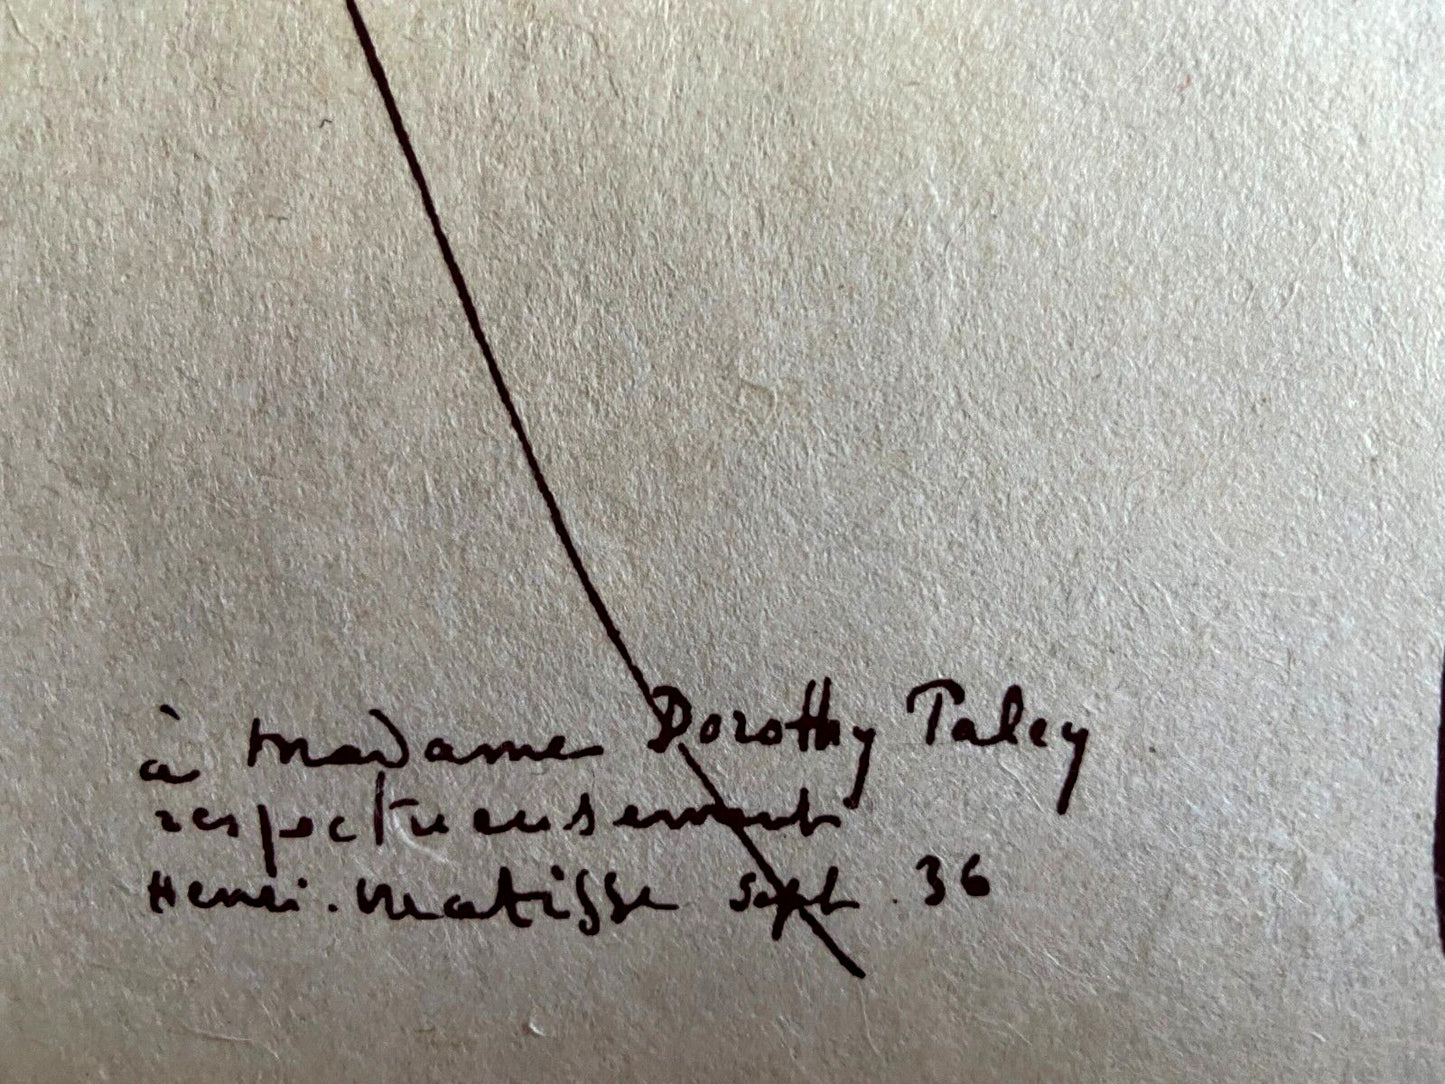 à Madame Dorothy Paley
respectueusement
Henri. Matisse Sept. 36